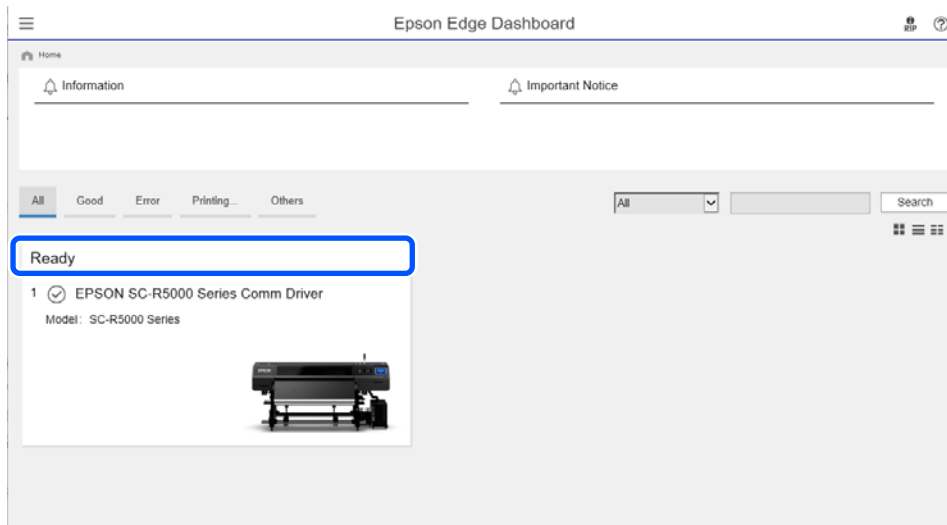 Epson Edge Dashboard
RIP
Home
Information
Important Notice
All Good Error Printing... Others
All
Search
Ready
1 EPSON SC-R5000 Series Comm Driver
Model: SC-R5000 Series
EPSON